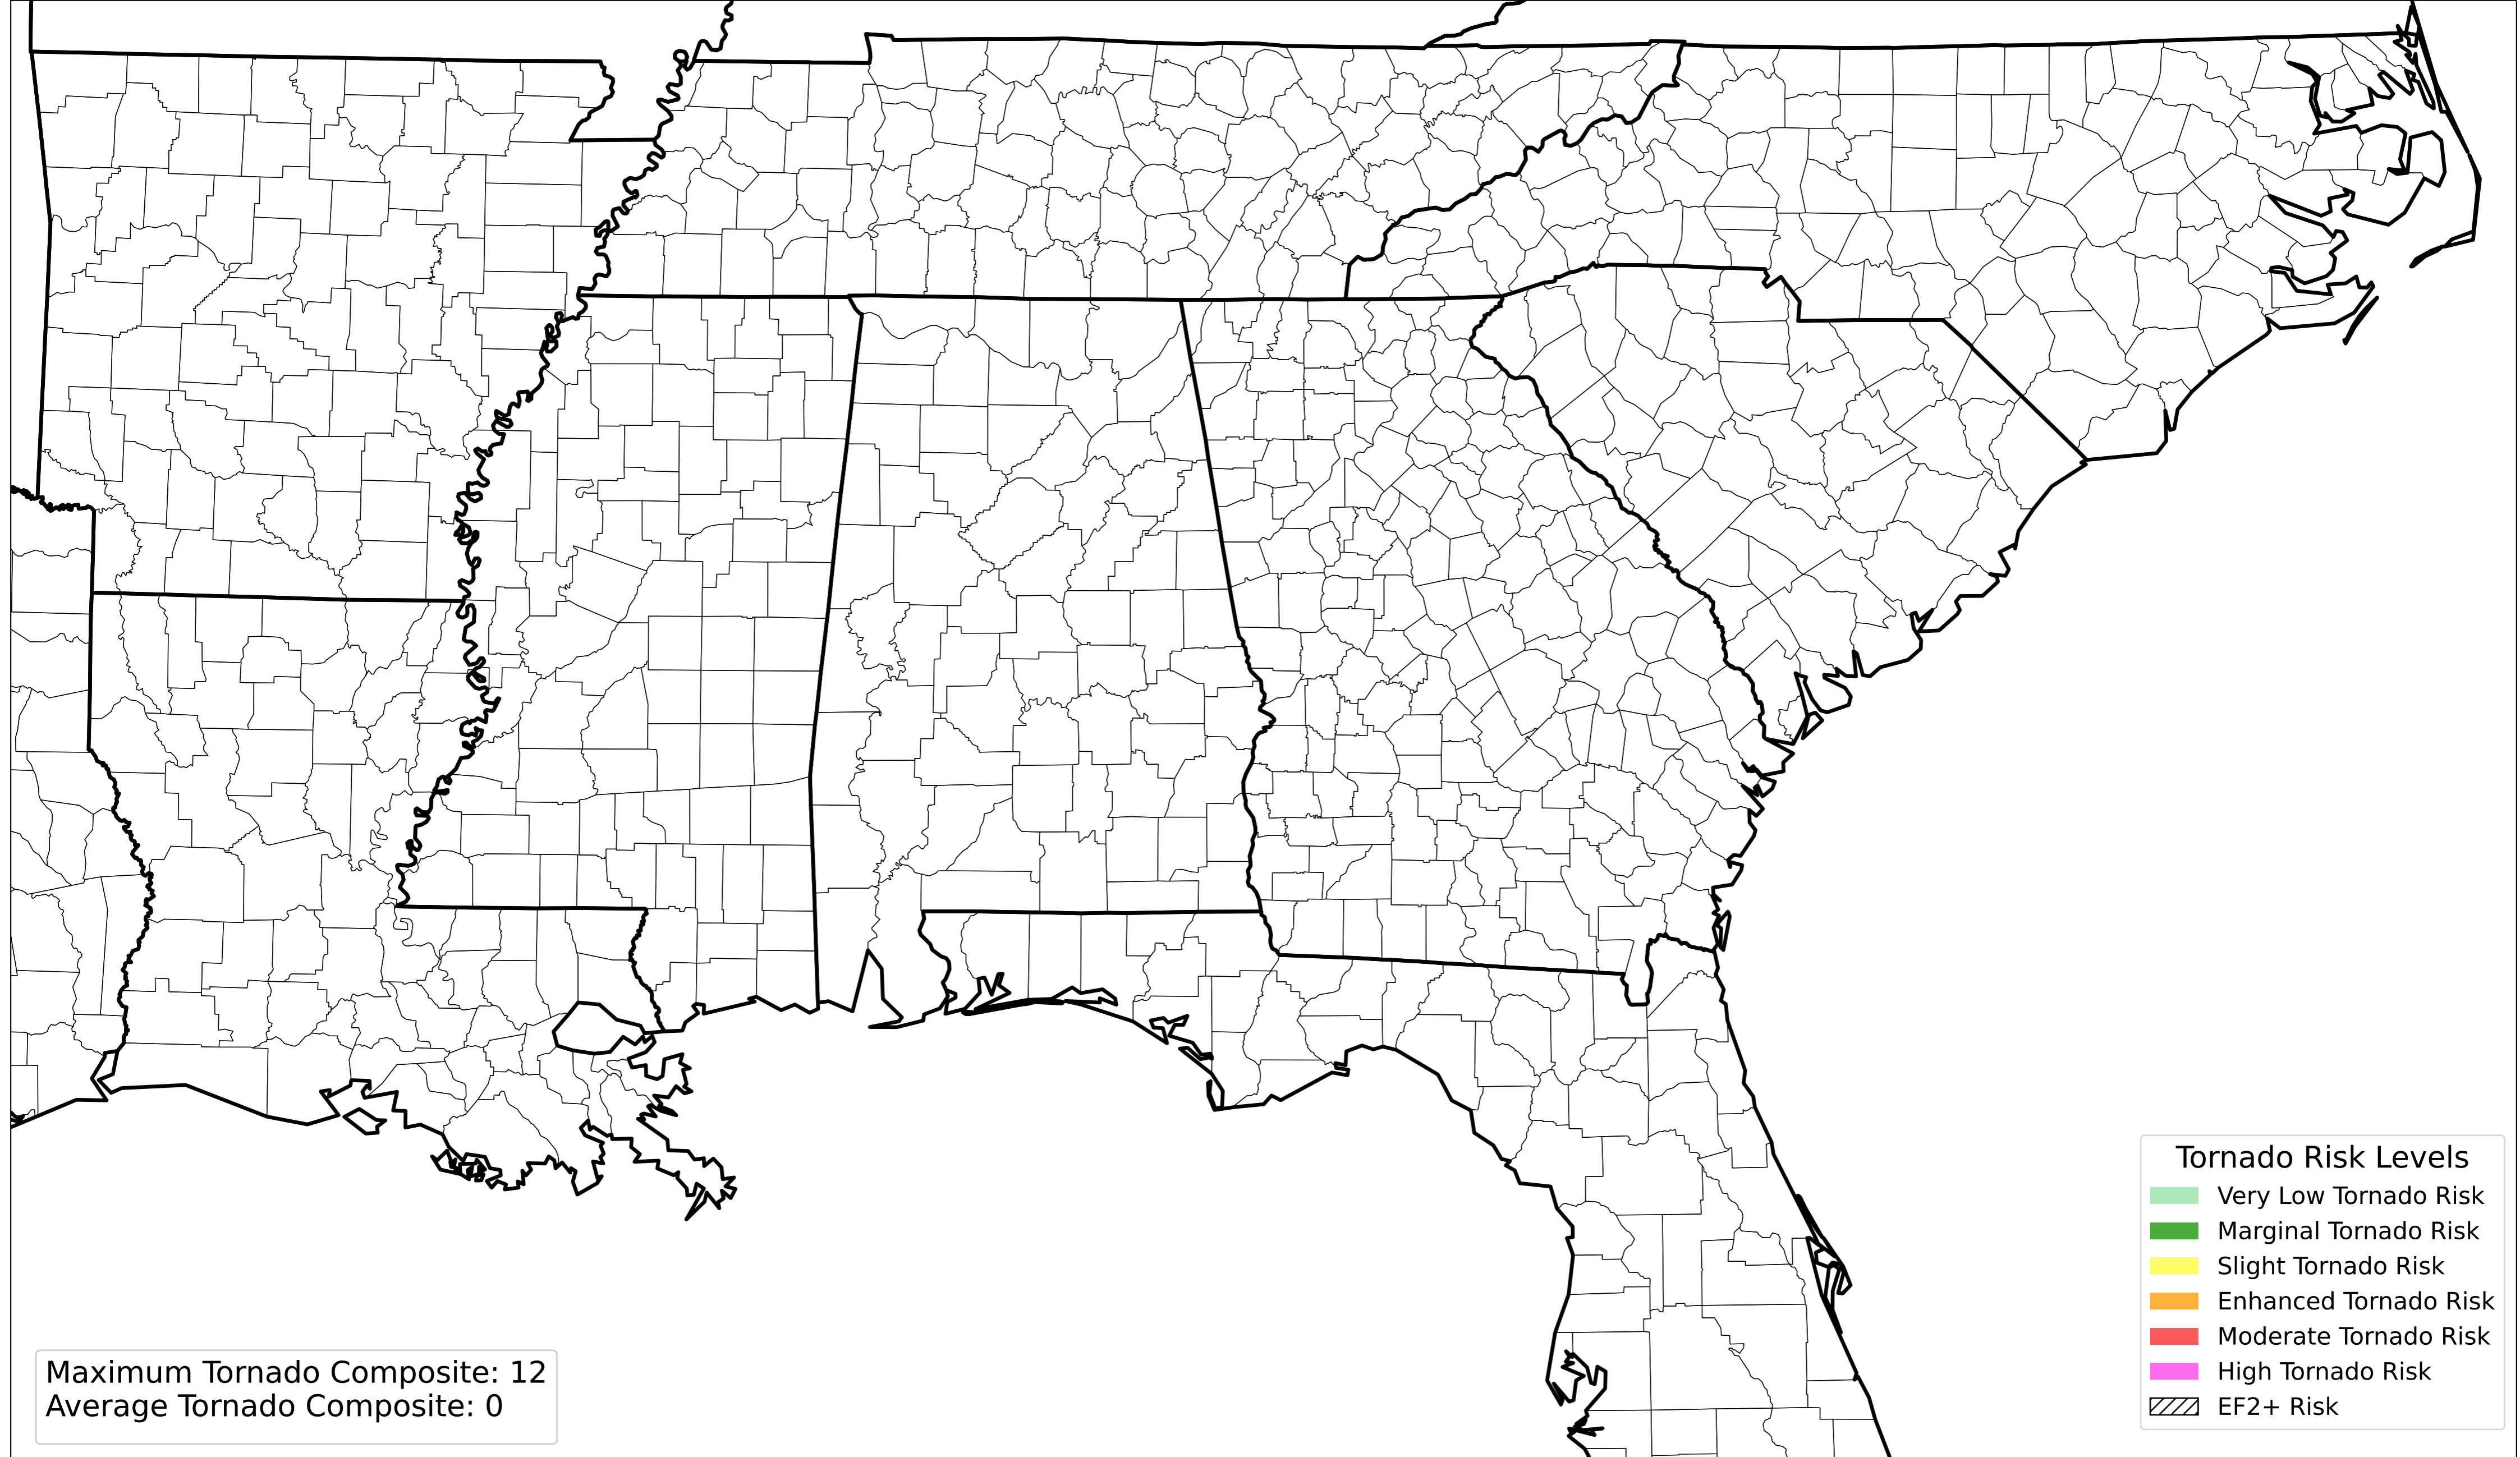 Tornado Risk Levels
Very Low Tornado Risk
Marginal Tornado Risk
Slight Tornado Risk
Enhanced Tornado Risk
Moderate Tornado Risk
High Tornado Risk
EF2+ Risk
Maximum Tornado Composite: 12
Average Tornado Composite: 0